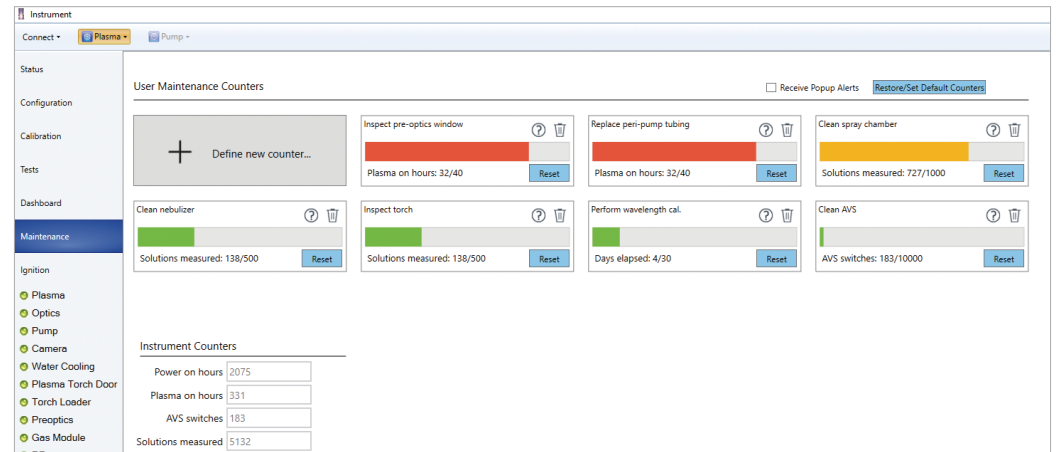 Instrument
Connect Plasma Pump
Status
Configuration
Calibration
Tests
Dashboard
Maintenance
Ignition
Plasma
Optics
Pump
Camera
Water Cooling
Plasma Torch Door
Torch Loader
Preoptics
Gas Module
User Maintenance Counters
Receive Popup Alerts
Restore/Set Default Counters
Define new counter...
Inspect pre-optics window
Plasma on hours: 32/40
Reset
Replace peri-pump tubing
Plasma on hours: 32/40
Reset
Clean spray chamber
Solutions measured: 727/1000
Reset
Clean nebulizer
Solutions measured: 138/500
Reset
Inspect torch
Solutions measured: 138/500
Reset
Perform wavelength cal.
Days elapsed: 4/30
Reset
Clean AVS
AVS switches: 183/10000
Reset
Instrument Counters
Power on hours 2075
Plasma on hours 331
AVS switches 183
Solutions measured 5132